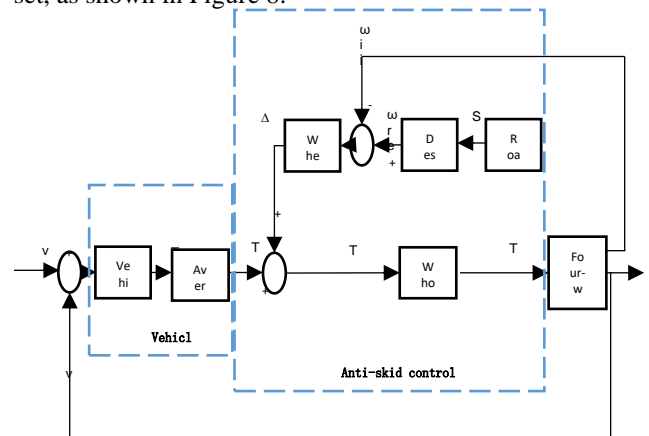 set, as shown in Figure 8.
ω
i
-
Δ
W
he
ω
r
+
D
es
S
R
oa
+
v
+
Ve
hi
Av
er
T
+
T
W
ho
T
Fo
ur-
w
Vehicl
Anti-skid control
v